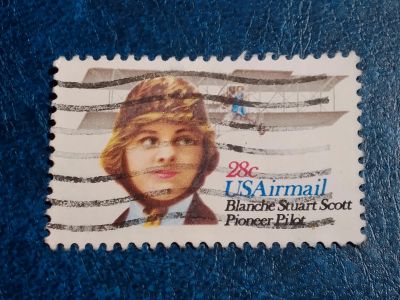 28c
USAirmail
Blanche Stuart Scott
Pioneer Pilot